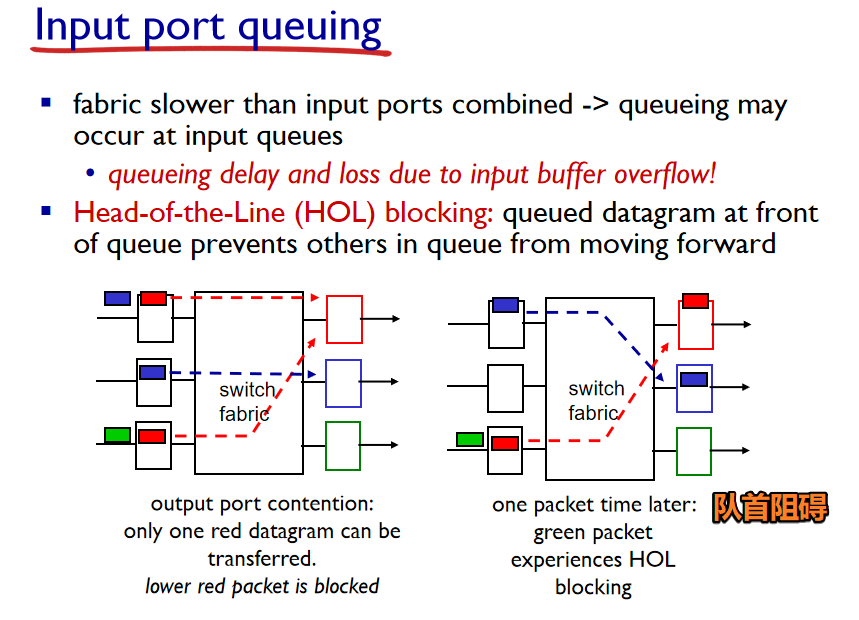 Input port queuing
▪ fabric slower than input ports combined -> queueing may
occur at input queues
• queueing delay and loss due to input buffer overflow!
▪ Head-of-the-Line (HOL) blocking: queued datagram at front
of queue prevents others in queue from moving forward
switch
fabric
switch
fabric
output port contention:
only one red datagram can be
transferred.
lower red packet is blocked
one packet time later:
green packet
experiences HOL
blocking
队首阻碍